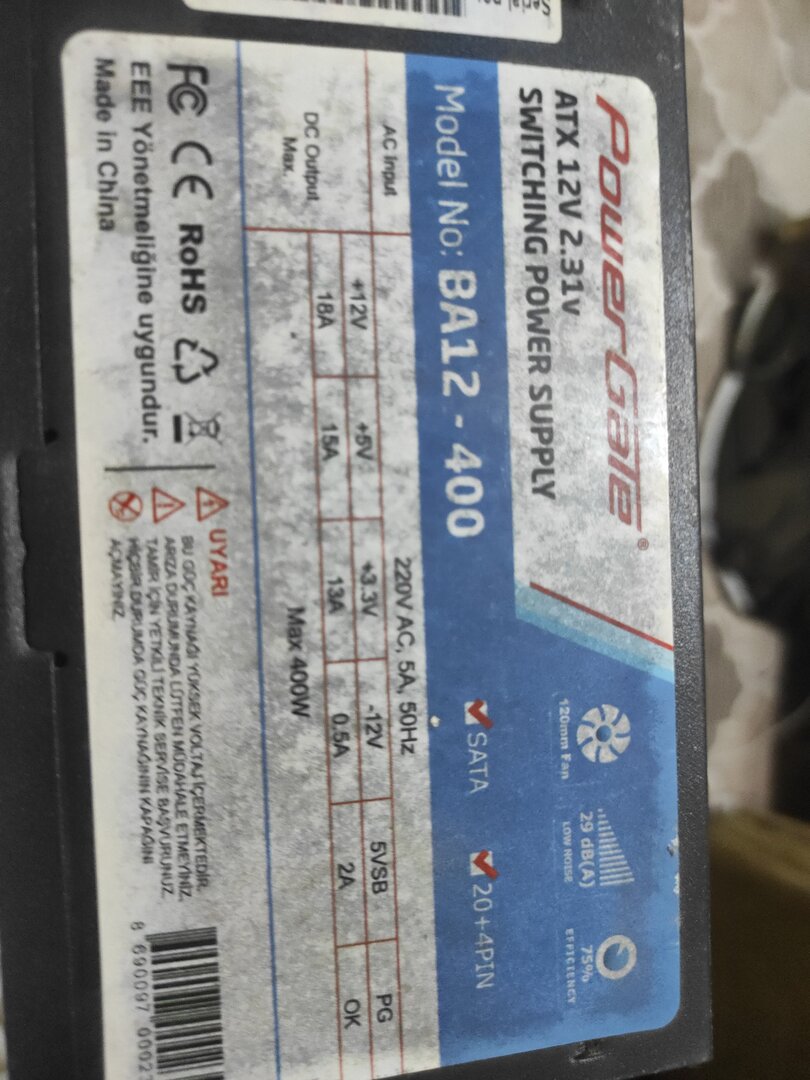 PowerGate®
ATX 12V 2.31v
SWITCHING POWER SUPPLY
120mm Fan
29 dB(A)
LOW NOISE
75%
EFFICIENCY
Model No: BA12 - 400
SATA
20+4PIN
AC Input 220V AC, 5A, 50Hz
DC Output +12V +5V +3.3V -12V 5VSB PG
Max. 18A 15A 13A 0.5A 2A OK
Max 400W
FC CE RoHS
EEE Yönetmeliğine uygundur.
Made in China
UYARI
BU GÜÇ KAYNAĞI YÜKSEK VOLTAJ İÇERMEKTEDİR.
ARIZA DURUMUNDA LÜTFEN MÜDAHALE ETMEYİNİZ.
TAMİR İÇİN YETKİLİ TEKNİK SERVİSE BAŞVURUNUZ.
HİÇBİR DURUMDA GÜÇ KAYNAĞININ KAPAĞINI
AÇMAYINIZ.
8 690097 0002
Serial